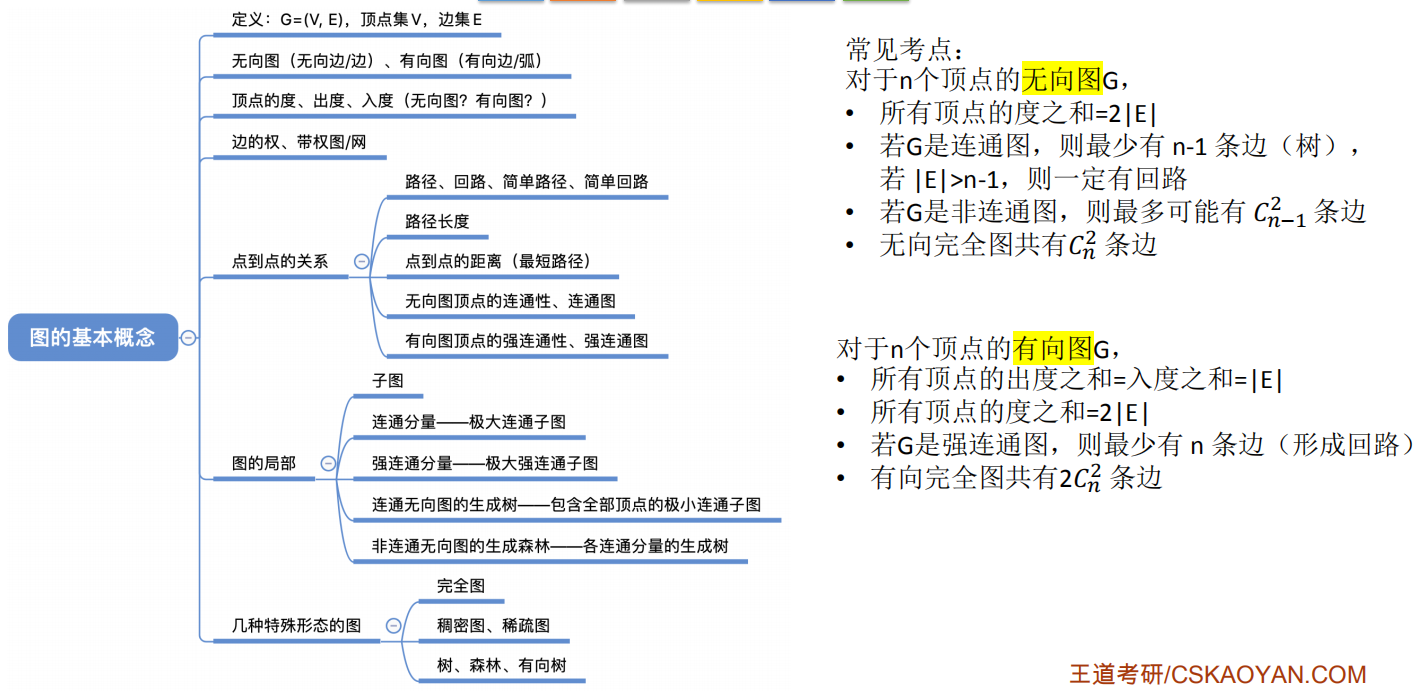 定义：G=(V, E)，顶点集 V，边集 E
无向图（无向边/边）、有向图（有向边/弧）
顶点的度、出度、入度（无向图？有向图？）
边的权、带权图/网
路径、回路、简单路径、简单回路
路径长度
点到点的关系
点到点的距离（最短路径）
无向图顶点的连通性、连通图
有向图顶点的强连通性、强连通图
图的基本概念
子图
连通分量——极大连通子图
图的局部
强连通分量——极大强连通子图
连通无向图的生成树——包含全部顶点的极小连通子图
非连通无向图的生成森林——各连通分量的生成树
完全图
几种特殊形态的图
稠密图、稀疏图
树、森林、有向树
常见考点：
对于n个顶点的无向图G，
• 所有顶点的度之和=2|E|
• 若G是连通图，则最少有 n-1 条边（树），
若 |E|>n-1，则一定有回路
• 若G是非连通图，则最多可能有 $C_{n-1}^{2}$ 条边
• 无向完全图共有$C_{n}^{2}$ 条边
对于n个顶点的有向图G，
• 所有顶点的出度之和=入度之和=|E|
• 所有顶点的度之和=2|E|
• 若G是强连通图，则最少有 n 条边（形成回路）
• 有向完全图共有2$C_{n}^{2}$ 条边
王道考研/CSKAOYAN.COM